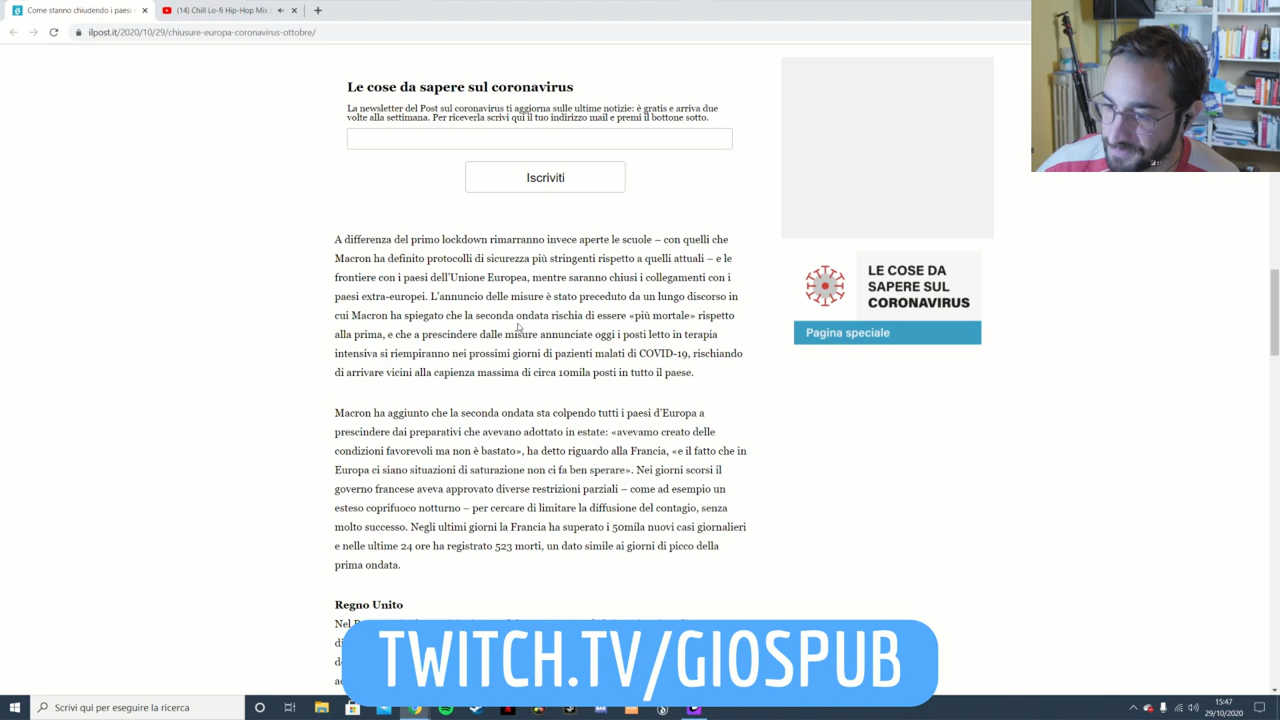 Come stanno chiudendo i paesi
(14) Chill Lo-fi Hip-Hop Mix
ilpost.it/2020/10/29/chiusure-europa-coronavirus-ottobre/
Le cose da sapere sul coronavirus
La newsletter del Post sul coronavirus ti aggiorna sulle ultime notizie: è gratis e arriva due
volte alla settimana. Per riceverla scrivi qui il tuo indirizzo mail e premi il bottone sotto.
Iscriviti
A differenza del primo lockdown rimarranno invece aperte le scuole – con quelli che
Macron ha definito protocolli di sicurezza più stringenti rispetto a quelli attuali – e le
frontiere con i paesi dell'Unione Europea, mentre saranno chiusi i collegamenti con i
paesi extra-europei. L'annuncio delle misure è stato preceduto da un lungo discorso in
cui Macron ha spiegato che la seconda ondata rischia di essere «più mortale» rispetto
alla prima, e che a prescindere dalle misure annunciate oggi i posti letto in terapia
intensiva si riempiranno nei prossimi giorni di pazienti malati di COVID-19, rischiando
di arrivare vicini alla capienza massima di circa 10mila posti in tutto il paese.
LE COSE DA
SAPERE SUL
CORONAVIRUS
Pagina speciale
Macron ha aggiunto che la seconda ondata sta colpendo tutti i paesi d'Europa a
prescindere dai preparativi che avevano adottato in estate: «avevamo creato delle
condizioni favorevoli ma non è bastato», ha detto riguardo alla Francia, «e il fatto che in
Europa ci siano situazioni di saturazione non ci fa ben sperare». Nei giorni scorsi il
governo francese aveva approvato diverse restrizioni parziali – come ad esempio un
esteso coprifuoco notturno – per cercare di limitare la diffusione del contagio, senza
molto successo. Negli ultimi giorni la Francia ha superato i 50mila nuovi casi giornalieri
e nelle ultime 24 ore ha registrato 523 morti, un dato simile ai giorni di picco della
prima ondata.
Regno Unito
Nel
TWITCH.TV/GIOSPUB
Scrivi qui per eseguire la ricerca
15:47
29/10/2020